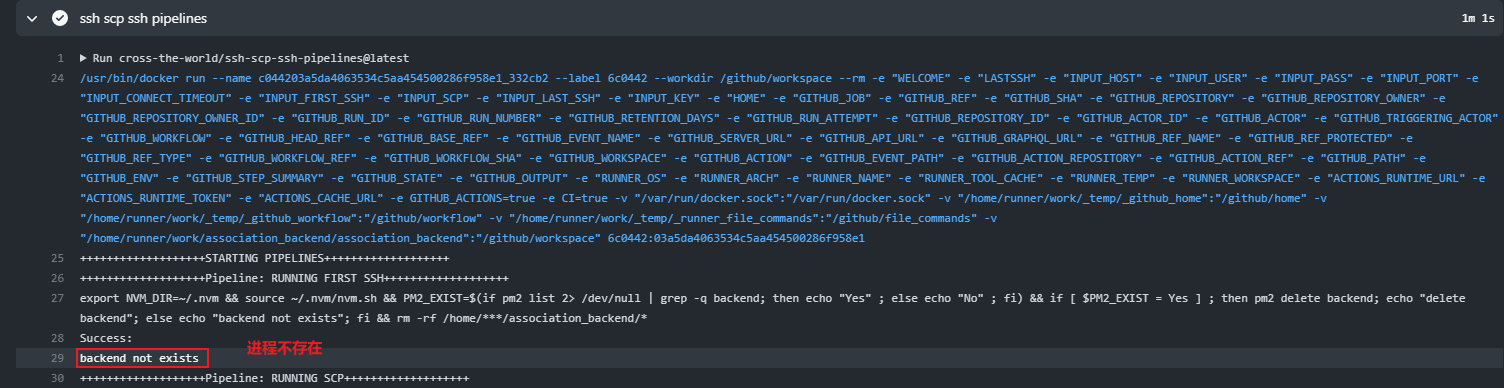 ssh scp ssh pipelines
1m 1s
1 Run cross-the-world/ssh-scp-ssh-pipelines@latest
24 /usr/bin/docker run --name c044203a5da4063534c5aa454500286f958e1_332cb2 --label 6c0442 --workdir /github/workspace --rm -e "WELCOME" -e "LASTSSH" -e "INPUT_HOST" -e "INPUT_USER" -e "INPUT_PASS" -e "INPUT_PORT" -e
"INPUT_CONNECT_TIMEOUT" -e "INPUT_FIRST_SSH" -e "INPUT_SCP" -e "INPUT_LAST_SSH" -e "INPUT_KEY" -e "HOME" -e "GITHUB_JOB" -e "GITHUB_REF" -e "GITHUB_SHA" -e "GITHUB_REPOSITORY" -e "GITHUB_REPOSITORY_OWNER" -e
"GITHUB_REPOSITORY_OWNER_ID" -e "GITHUB_RUN_ID" -e "GITHUB_RUN_NUMBER" -e "GITHUB_RETENTION_DAYS" -e "GITHUB_RUN_ATTEMPT" -e "GITHUB_REPOSITORY_ID" -e "GITHUB_ACTOR_ID" -e "GITHUB_ACTOR" -e "GITHUB_TRIGGERING_ACTOR"
-e "GITHUB_WORKFLOW" -e "GITHUB_HEAD_REF" -e "GITHUB_BASE_REF" -e "GITHUB_EVENT_NAME" -e "GITHUB_SERVER_URL" -e "GITHUB_API_URL" -e "GITHUB_GRAPHQL_URL" -e "GITHUB_REF_NAME" -e "GITHUB_REF_PROTECTED" -e
"GITHUB_REF_TYPE" -e "GITHUB_WORKFLOW_REF" -e "GITHUB_WORKFLOW_SHA" -e "GITHUB_WORKSPACE" -e "GITHUB_ACTION" -e "GITHUB_EVENT_PATH" -e "GITHUB_ACTION_REPOSITORY" -e "GITHUB_ACTION_REF" -e "GITHUB_PATH" -e
"GITHUB_ENV" -e "GITHUB_STEP_SUMMARY" -e "GITHUB_STATE" -e "GITHUB_OUTPUT" -e "RUNNER_OS" -e "RUNNER_ARCH" -e "RUNNER_NAME" -e "RUNNER_TOOL_CACHE" -e "RUNNER_TEMP" -e "RUNNER_WORKSPACE" -e "ACTIONS_RUNTIME_URL" -e
"ACTIONS_RUNTIME_TOKEN" -e "ACTIONS_CACHE_URL" -e GITHUB_ACTIONS=true -e CI=true -v "/var/run/docker.sock":"/var/run/docker.sock" -v "/home/runner/work/_temp/_github_home":"/github/home" -v
"/home/runner/work/_temp/_github_workflow":"/github/workflow" -v "/home/runner/work/_temp/_runner_file_commands":"/github/file_commands" -v
"/home/runner/work/association_backend/association_backend":"/github/workspace" 6c0442:03a5da4063534c5aa454500286f958e1
25 +++++++++++++++++++STARTING PIPELINES+++++++++++++++++++
26 +++++++++++++++++++Pipeline: RUNNING FIRST SSH+++++++++++++++++++
27 export NVM_DIR=~/.nvm && source ~/.nvm/nvm.sh && PM2_EXIST=$(if pm2 list 2> /dev/null | grep -q backend; then echo "Yes" ; else echo "No" ; fi) && if [ $PM2_EXIST = Yes ] ; then pm2 delete backend; echo "delete
backend"; else echo "backend not exists"; fi && rm -rf /home/***/association_backend/*
28 Success:
29 backend not exists
进程不存在
30 +++++++++++++++++++Pipeline: RUNNING SCP+++++++++++++++++++